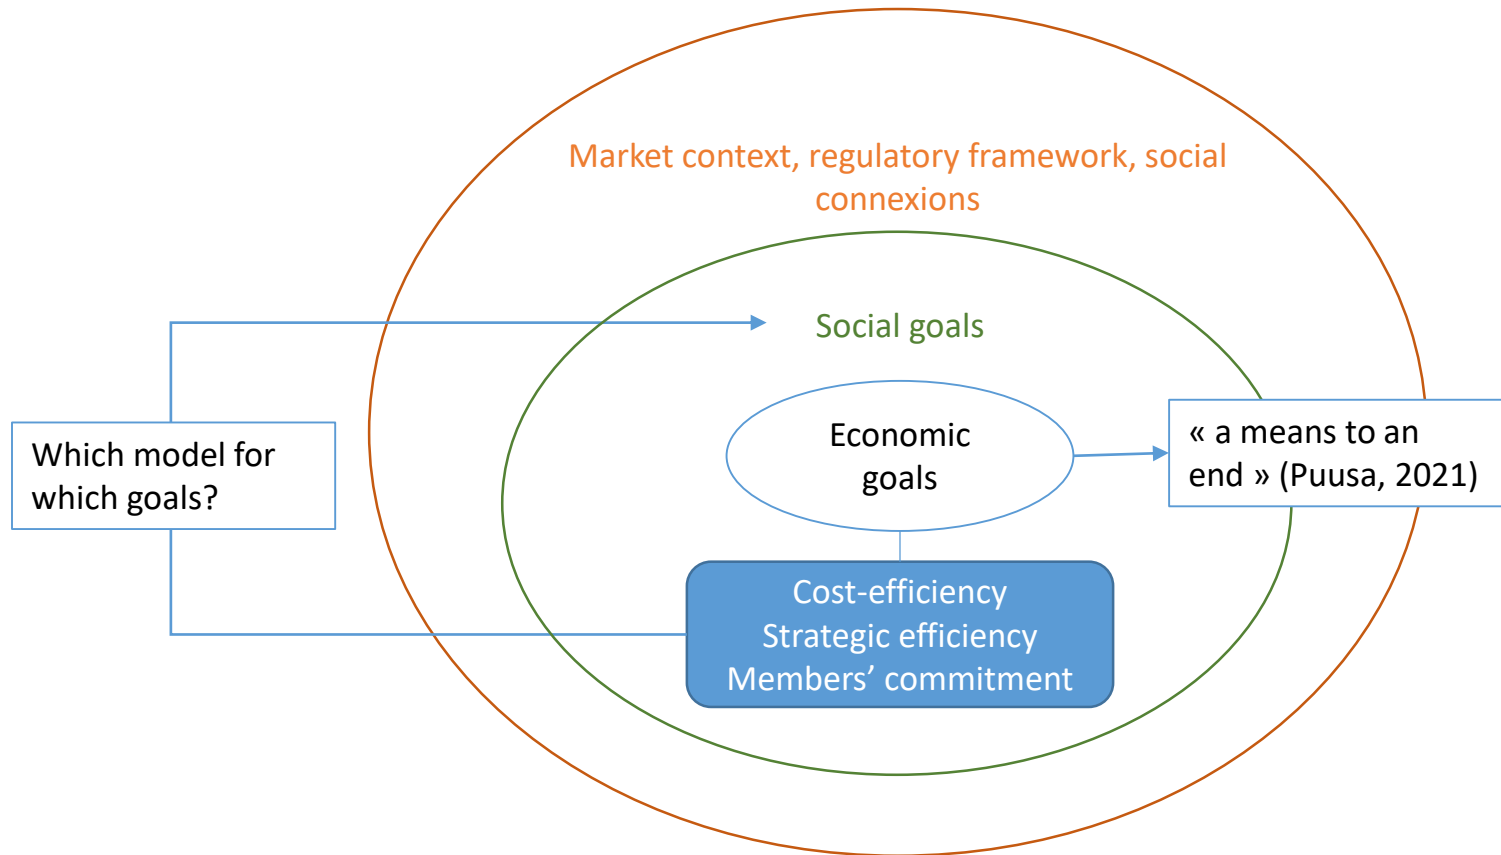 Market context, regulatory framework, social
connexions
Social goals
Which model for
which goals?
Economic
goals
« a means to an
end » (Puusa, 2021)
Cost-efficiency
Strategic efficiency
Members’ commitment